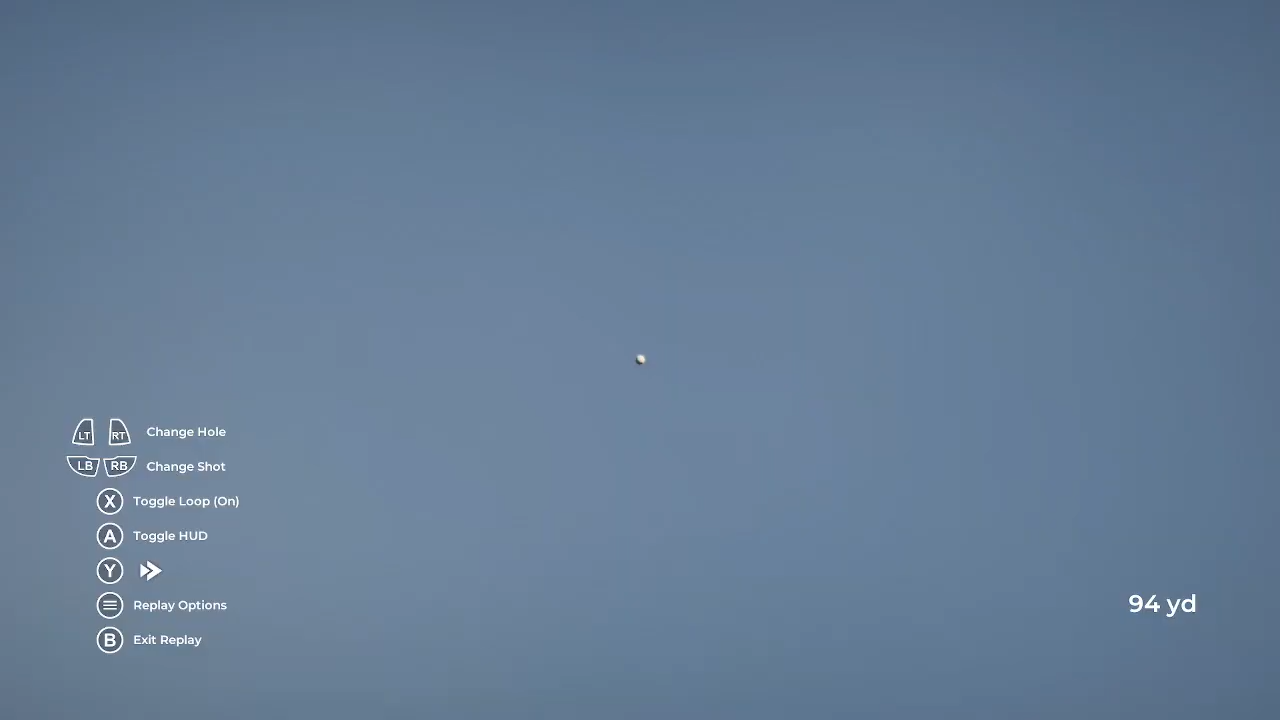 LT RT Change Hole
LB RB Change Shot
X Toggle Loop (On)
A Toggle HUD
Y
Replay Options
B Exit Replay
94 yd